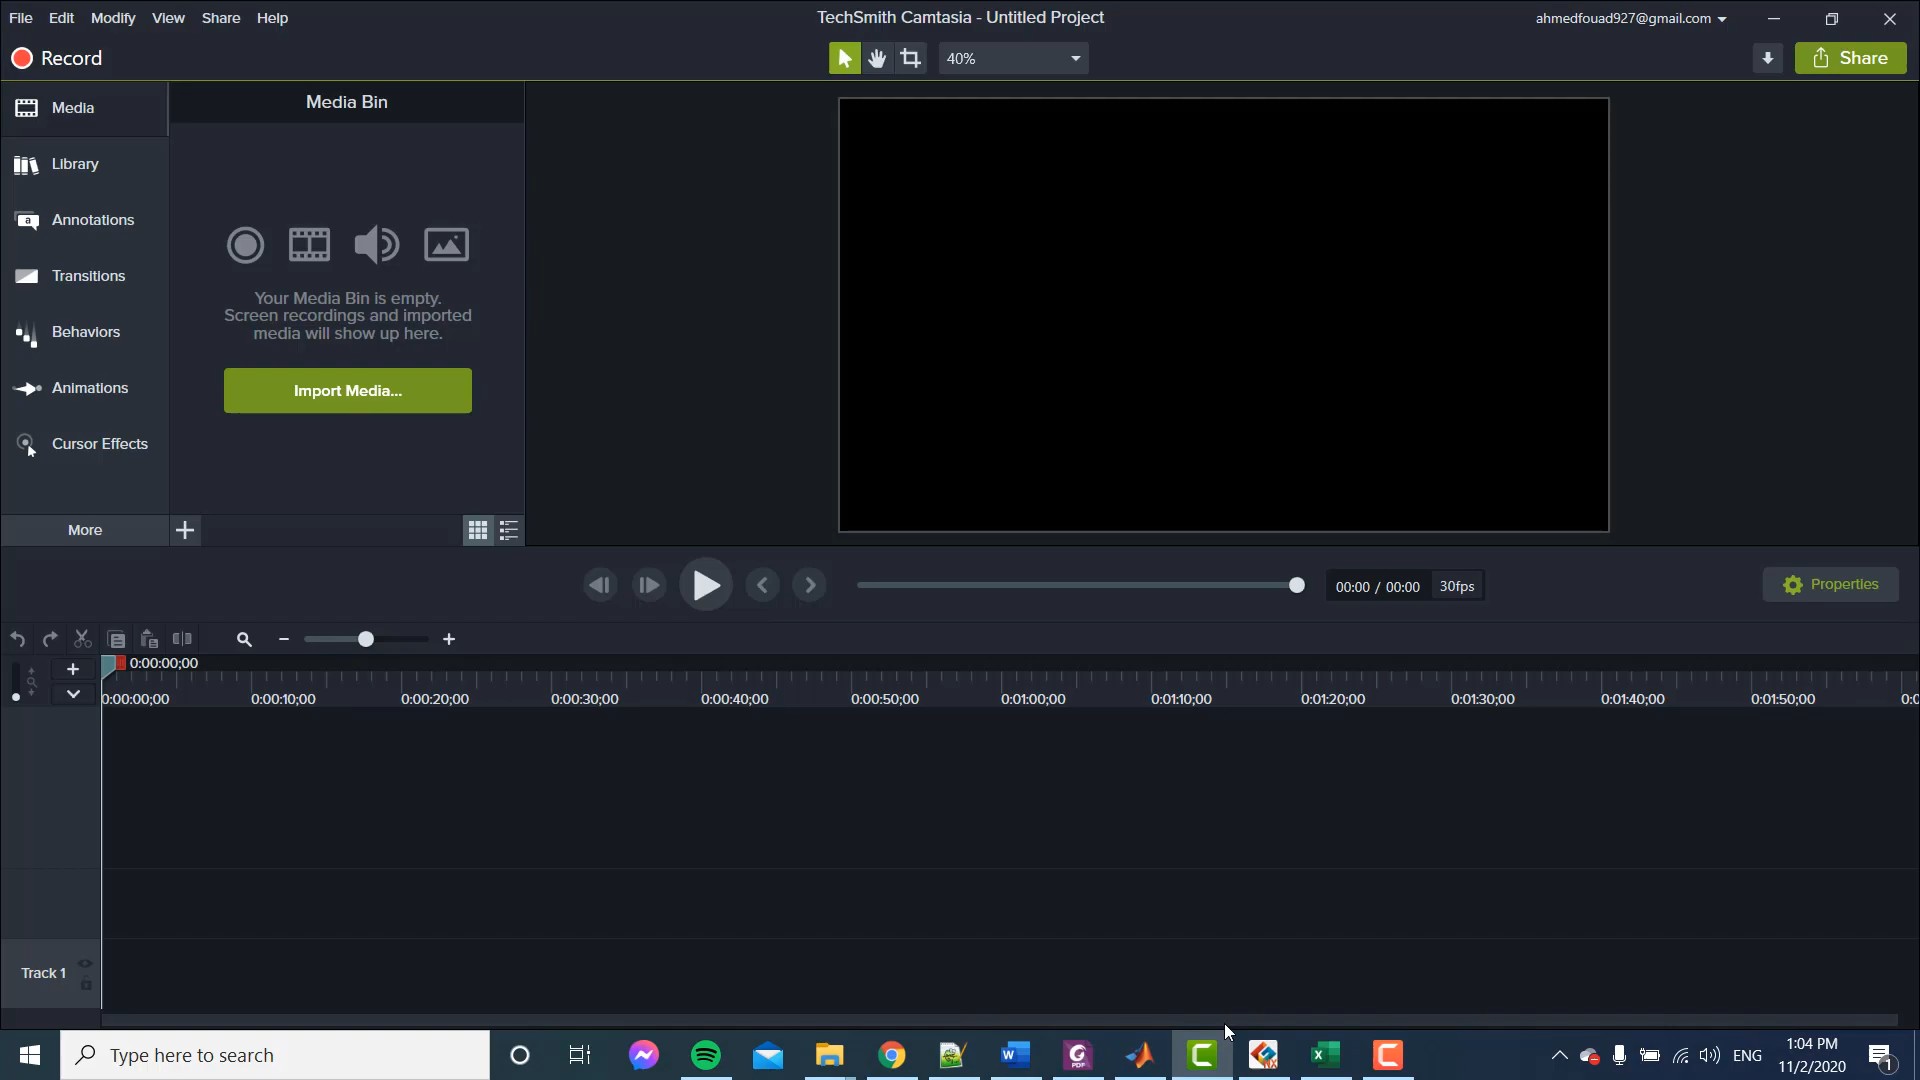 File Edit Modify View Share Help
TechSmith Camtasia - Untitled Project
ahmedfouad927@gmail.com
Record
40%
Share
Media
Media Bin
Library
Annotations
Transitions
Behaviors
Animations
Cursor Effects
Your Media Bin is empty.
Screen recordings and imported
media will show up here.
Import Media...
More
00:00 / 00:00 30fps
Properties
0:00:00;00
0:00:00;00 0:00:10;00 0:00:20;00 0:00:30;00 0:00:40;00 0:00:50;00 0:01:00;00 0:01:10;00 0:01:20;00 0:01:30;00 0:01:40;00 0:01:50;00 0:0
Track 1
Type here to search
ENG
1:04 PM
11/2/2020
1